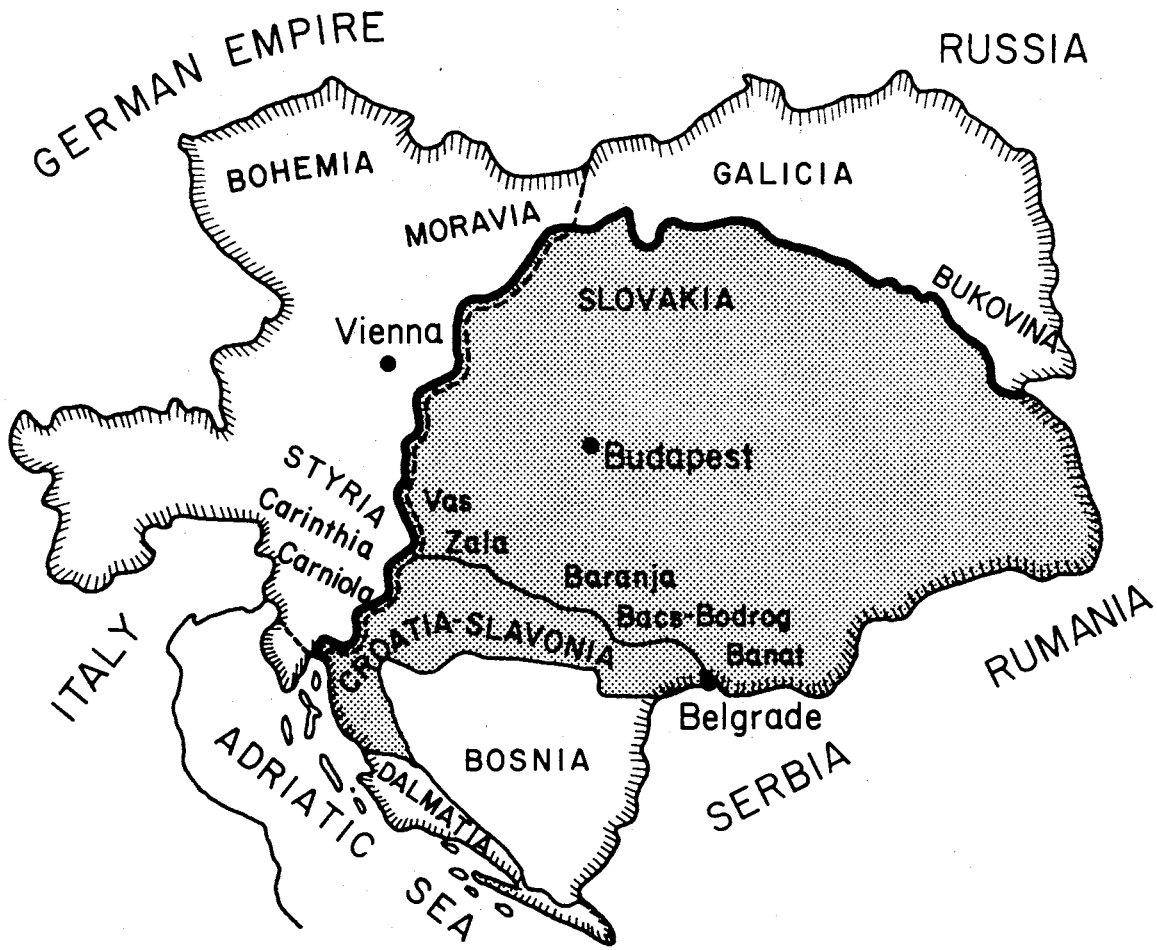 GERMAN EMPIRE
RUSSIA
BOHEMIA
GALICIA
MORAVIA
BUKOVINA
SLOVAKIA
Vienna
Budapest
STYRIA
Carinthia
Carniola
Vas
Zala
Baranja
Bacs-Bodrog
CROATIA-SLAVONIA
Banat
ITALY
RUMANIA
Belgrade
BOSNIA
SERBIA
ADRIATIC SEA
DALMATIA